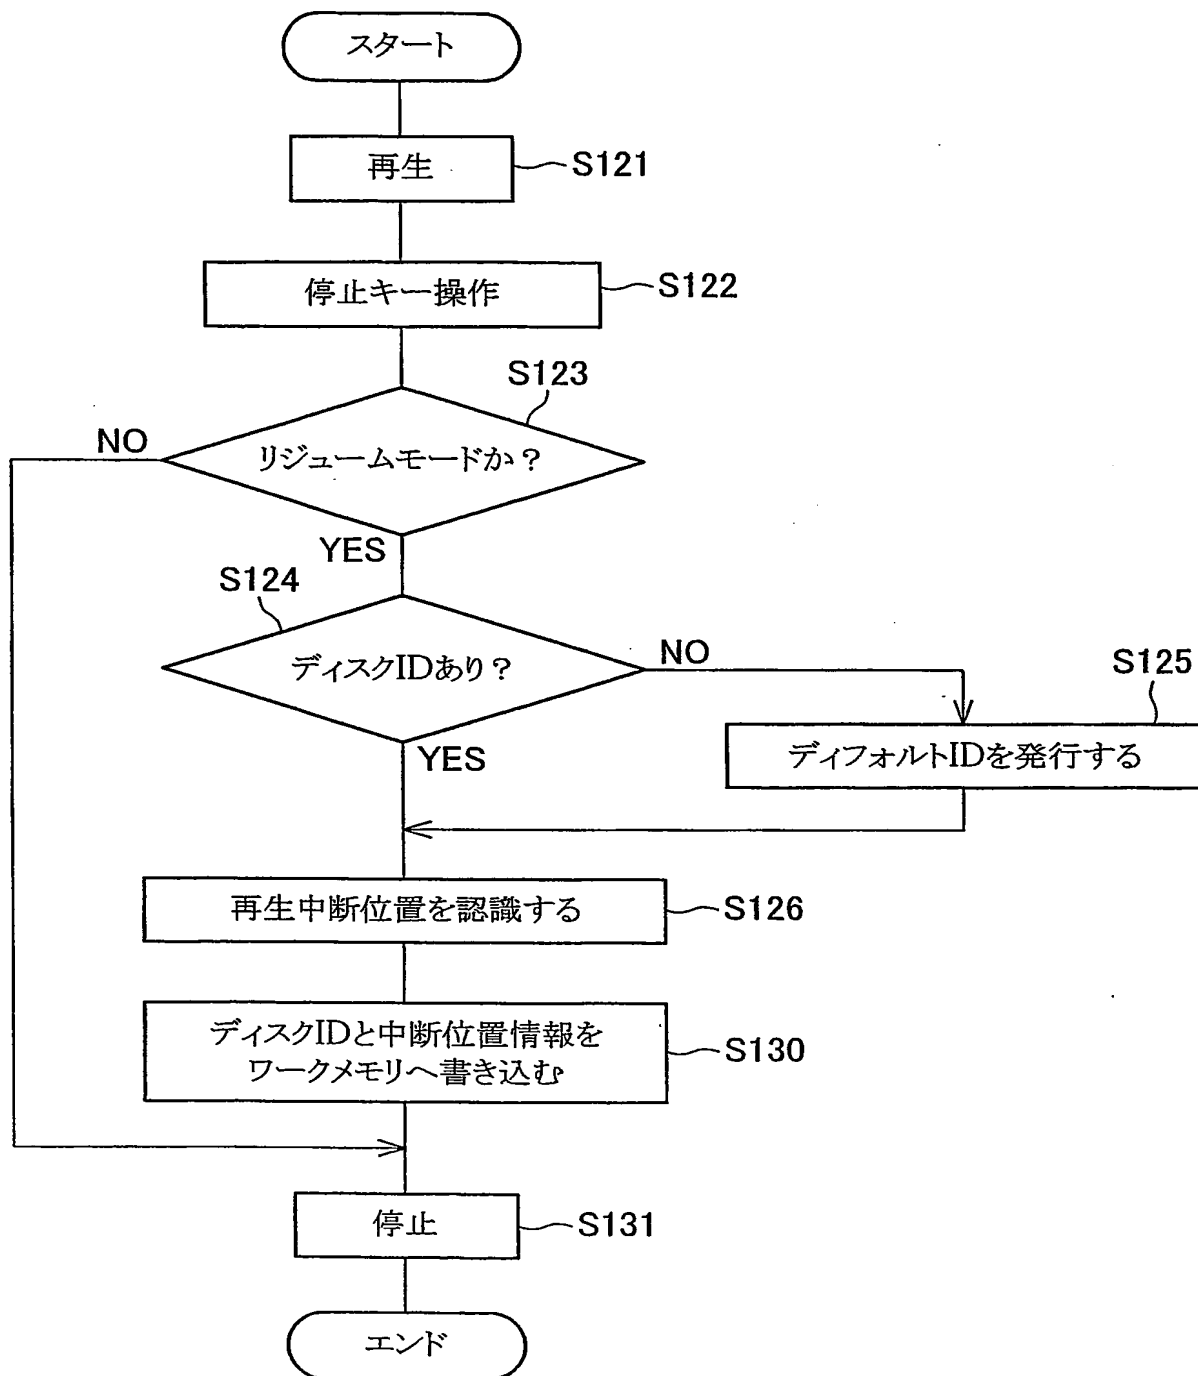 スタート
再生
S121
停止キー操作
S122
S123
NO
リジュームモードか？
YES
S124
ディスクIDあり？
NO
S125
YES
ディフォルトIDを発行する
再生中断位置を認識する
S126
ディスクIDと中断位置情報を
ワークメモリへ書き込む
S130
停止
S131
エンド